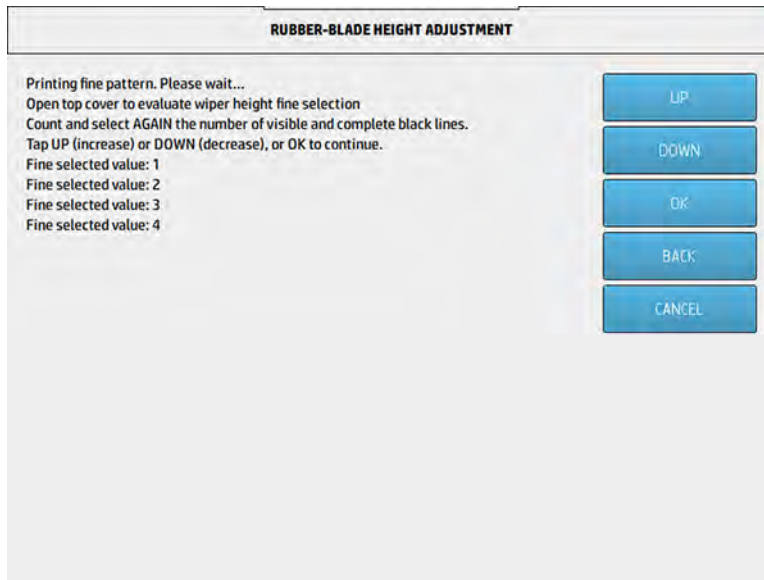 RUBBER-BLADE HEIGHT ADJUSTMENT
Printing fine pattern. Please wait...
Open top cover to evaluate wiper height fine selection
Count and select AGAIN the number of visible and complete black lines.
Tap UP (increase) or DOWN (decrease), or OK to continue.
Fine selected value: 1
Fine selected value: 2
Fine selected value: 3
Fine selected value: 4
UP
DOWN
OK
BACK
CANCEL